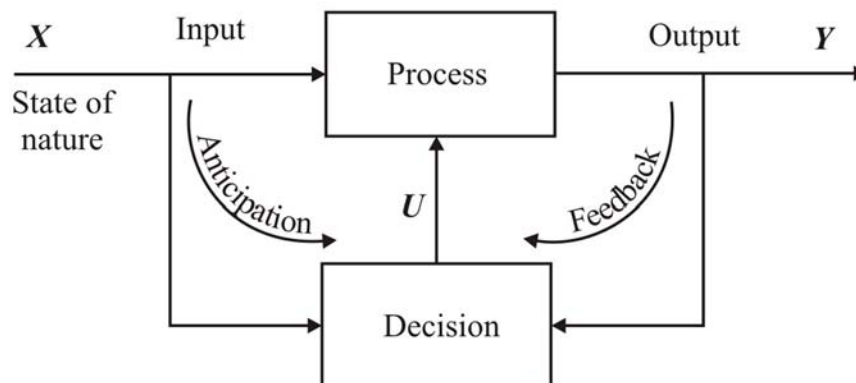 X
Input
Process
Output
Y
State of
nature
Anticipation
U
Feedback
Decision